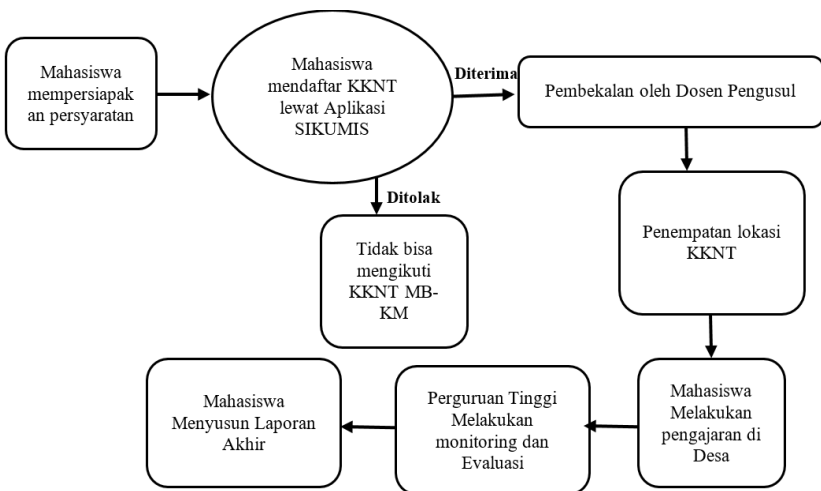 Mahasiswa
mempersiapak
an persyaratan
Mahasiswa
mendaftar KKNT
lewat Aplikasi
SIKUMIS
Diterima
Pembekalan oleh Dosen Pengusul
Ditolak
Tidak bisa
mengikuti
KKNT MB-
KM
Penempatan lokasi
KKNT
Mahasiswa
Melakukan
pengajaran di
Desa
Perguruan Tinggi
Melakukan
monitoring dan
Evaluasi
Mahasiswa
Menyusun Laporan
Akhir